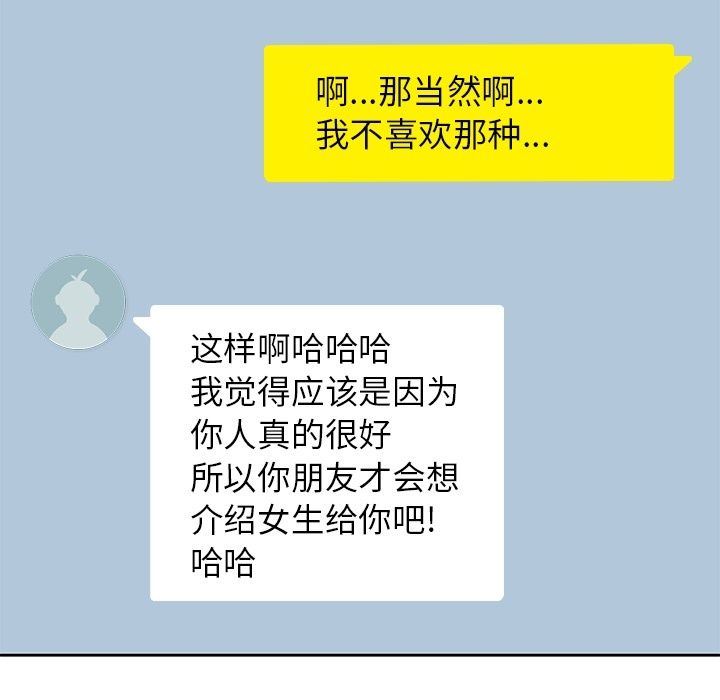 啊...那当然啊...
我不喜欢那种...
这样啊哈哈哈
我觉得应该是因为
你人真的很好
所以你朋友才会想
介绍女生给你吧!
哈哈